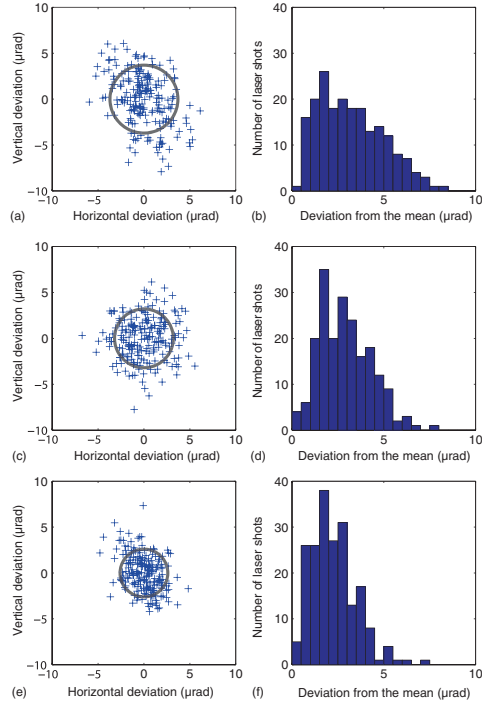 10
5
0
−5
−10
Vertical deviation (μrad)
−10 −5 0 5 10
(a) Horizontal deviation (μrad)
40
30
20
10
0
Number of laser shots
0 5 10
(b) Deviation from the mean (μrad)
10
5
0
−5
−10
Vertical deviation (μrad)
−10 −5 0 5 10
(c) Horizontal deviation (μrad)
40
30
20
10
0
Number of laser shots
0 5 10
(d) Deviation from the mean (μrad)
10
5
0
−5
−10
Vertical deviation (μrad)
−10 −5 0 5 10
(e) Horizontal deviation (μrad)
40
30
20
10
0
Number of laser shots
0 5 10
(f) Deviation from the mean (μrad)